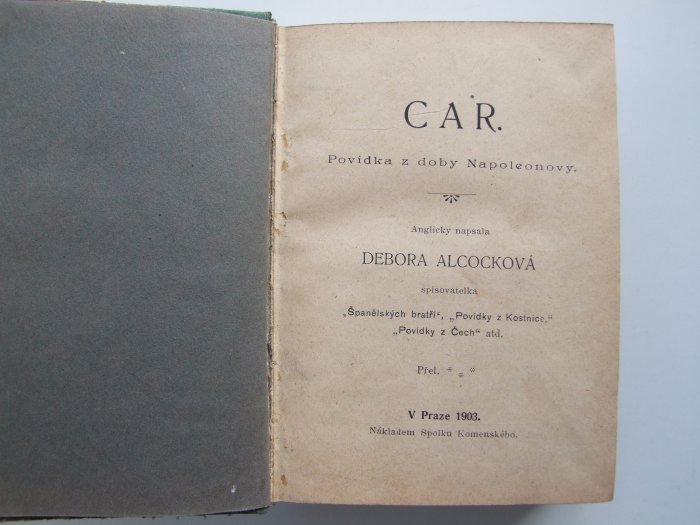 CAR.
Povídka z doby Napoleonovy.
Anglicky napsala
DEBORA ALCOCKOVÁ
spisovatelka
„Španělských bratří“, „Povídky z Kostnice,“
„Povídky z Čech“ atd.
Přel. * * *
V Praze 1903.
Nákladem Spolku Komenského.